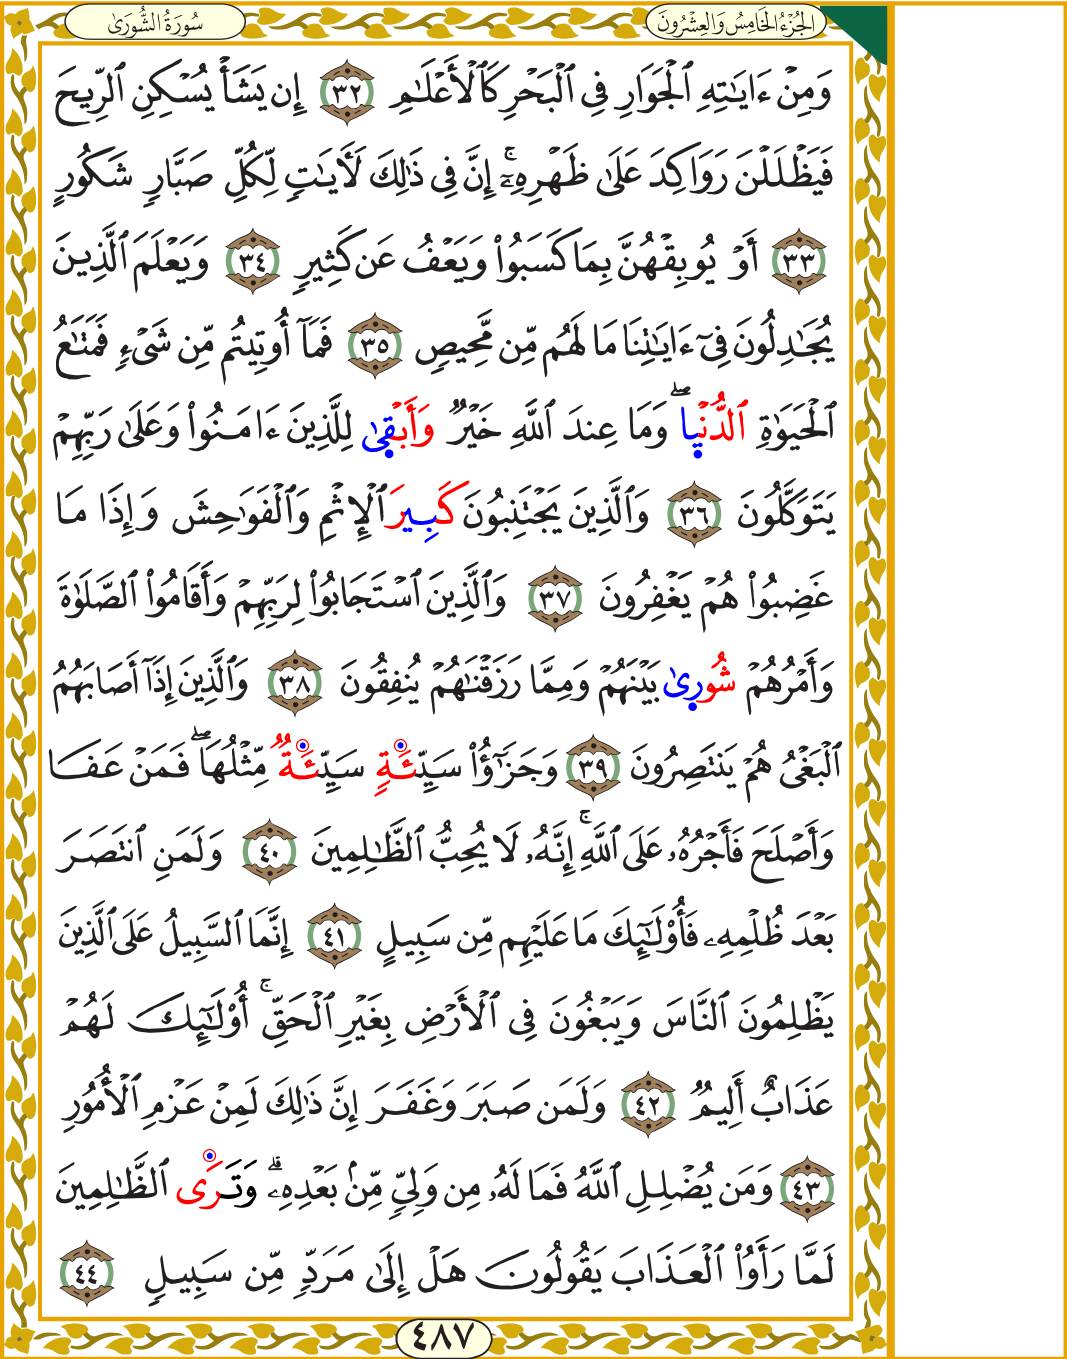 الجُزْءُ الخَامِسُ وَالعِشْرُونَ
سُورَةُ الشُّورَىٰ
وَمِنْ ءَايَٰتِهِ ٱلْجَوَارِ فِى ٱلْبَحْرِ كَٱلْأَعْلَٰمِ ٣٢ إِن يَشَأْ يُسْكِنِ ٱلرِّيحَ
فَيَظْلَلْنَ رَوَاكِدَ عَلَىٰ ظَهْرِهِۦٓ ۚ إِنَّ فِى ذَٰلِكَ لَءَايَٰتٍ لِّكُلِّ صَبَّارٍ شَكُورٍ
٣٣ أَوْ يُوبِقْهُنَّ بِمَا كَسَبُوا۟ وَيَعْفُ عَن كَثِيرٍ ٣٤ وَيَعْلَمَ ٱلَّذِينَ
يُجَٰدِلُونَ فِىٓ ءَايَٰتِنَا مَا لَهُم مِّن مَّحِيصٍ ٣٥ فَمَآ أُوتِيتُم مِّن شَىْءٍ فَمَتَٰعُ
ٱلْحَيَوٰةِ ٱلدُّنْيٜا ۖ وَمَا عِندَ ٱللَّهِ خَيْرٌ وَأَبْقٜىٰ لِلَّذِينَ ءَامَنُوا۟ وَعَلَىٰ رَبِّهِمْ
يَتَوَكَّلُونَ ٣٦ وَٱلَّذِينَ يَجْتَنِبُونَ كَبِيرَ ٱلْإِثْمِ وَٱلْفَوَٰحِشَ وَإِذَا مَا
غَضِبُوا۟ هُمْ يَغْفِرُونَ ٣٧ وَٱلَّذِينَ ٱسْتَجَابُوا۟ لِرَبِّهِمْ وَأَقَامُوا۟ ٱلصَّلَوٰةَ
وَأَمْرُهُمْ شُورٜىٰ بَيْنَهُمْ وَمِمَّا رَزَقْنَٰهُمْ يُنفِقُونَ ٣٨ وَٱلَّذِينَ إِذَآ أَصَابَهُمُ
ٱلْبَغْىُ هُمْ يَنتَصِرُونَ ٣٩ وَجَزَٰٓؤُا۟ سَيِّئَةٍ سَيِّئَةٌ مِّثْلُهَا ۖ فَمَنْ عَفَا
وَأَصْلَحَ فَأَجْرُهُۥ عَلَى ٱللَّهِ ۚ إِنَّهُۥ لَا يُحِبُّ ٱلظَّٰلِمِينَ ٤٠ وَلَمَنِ ٱنتَصَرَ
بَعْدَ ظُلْمِهِۦ فَأُو۟لَٰٓئِكَ مَا عَلَيْهِم مِّن سَبِيلٍ ٤١ إِنَّمَا ٱلسَّبِيلُ عَلَى ٱلَّذِينَ
يَظْلِمُونَ ٱلنَّاسَ وَيَبْغُونَ فِى ٱلْأَرْضِ بِغَيْرِ ٱلْحَقِّ ۚ أُو۟لَٰٓئِكَ لَهُمْ
عَذَابٌ أَلِيمٌ ٤٢ وَلَمَن صَبَرَ وَغَفَرَ إِنَّ ذَٰلِكَ لَمِنْ عَزْمِ ٱلْأُمُورِ
٤٣ وَمَن يُضْلِلِ ٱللَّهُ فَمَا لَهُۥ مِن وَلِىٍّ مِّنۢ بَعْدِهِۦ ۗ وَتَرَى ٱلظَّٰلِمِينَ
لَمَّا رَأَوُا۟ ٱلْعَذَابَ يَقُولُونَ هَلْ إِلَىٰ مَرَدٍّ مِّن سَبِيلٍ ٤٤
٤٨٧